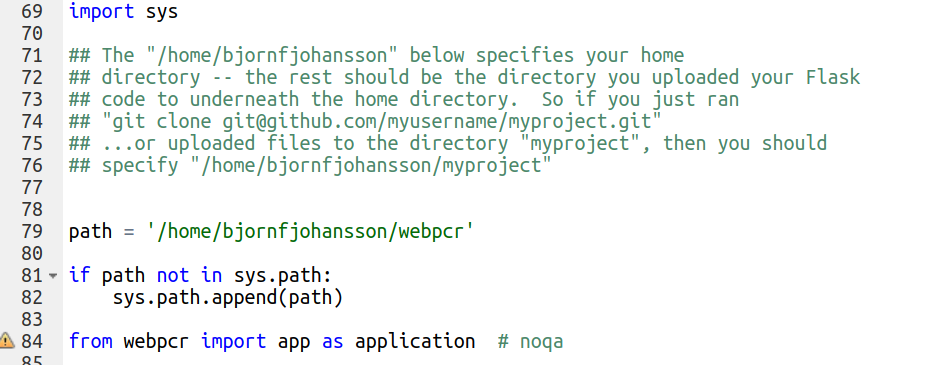 69 import sys
70
71 ## The "/home/bjornfjohansson" below specifies your home
72 ## directory -- the rest should be the directory you uploaded your Flask
73 ## code to underneath the home directory.  So if you just ran
74 ## "git clone git@github.com/myusername/myproject.git"
75 ## ...or uploaded files to the directory "myproject", then you should
76 ## specify "/home/bjornfjohansson/myproject"
77
78
79 path = '/home/bjornfjohansson/webpcr'
80
81 if path not in sys.path:
82     sys.path.append(path)
83
84 from webpcr import app as application  # noqa
85